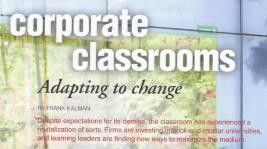 corporate
classrooms
Adapting to change
BY FRANK KALMAN
Despite expectations for its demise, the classroom has experienced a
revitalization of sorts. Firms are investing in brick-and-mortar universities,
and learning leaders are finding new ways to maximize the medium.